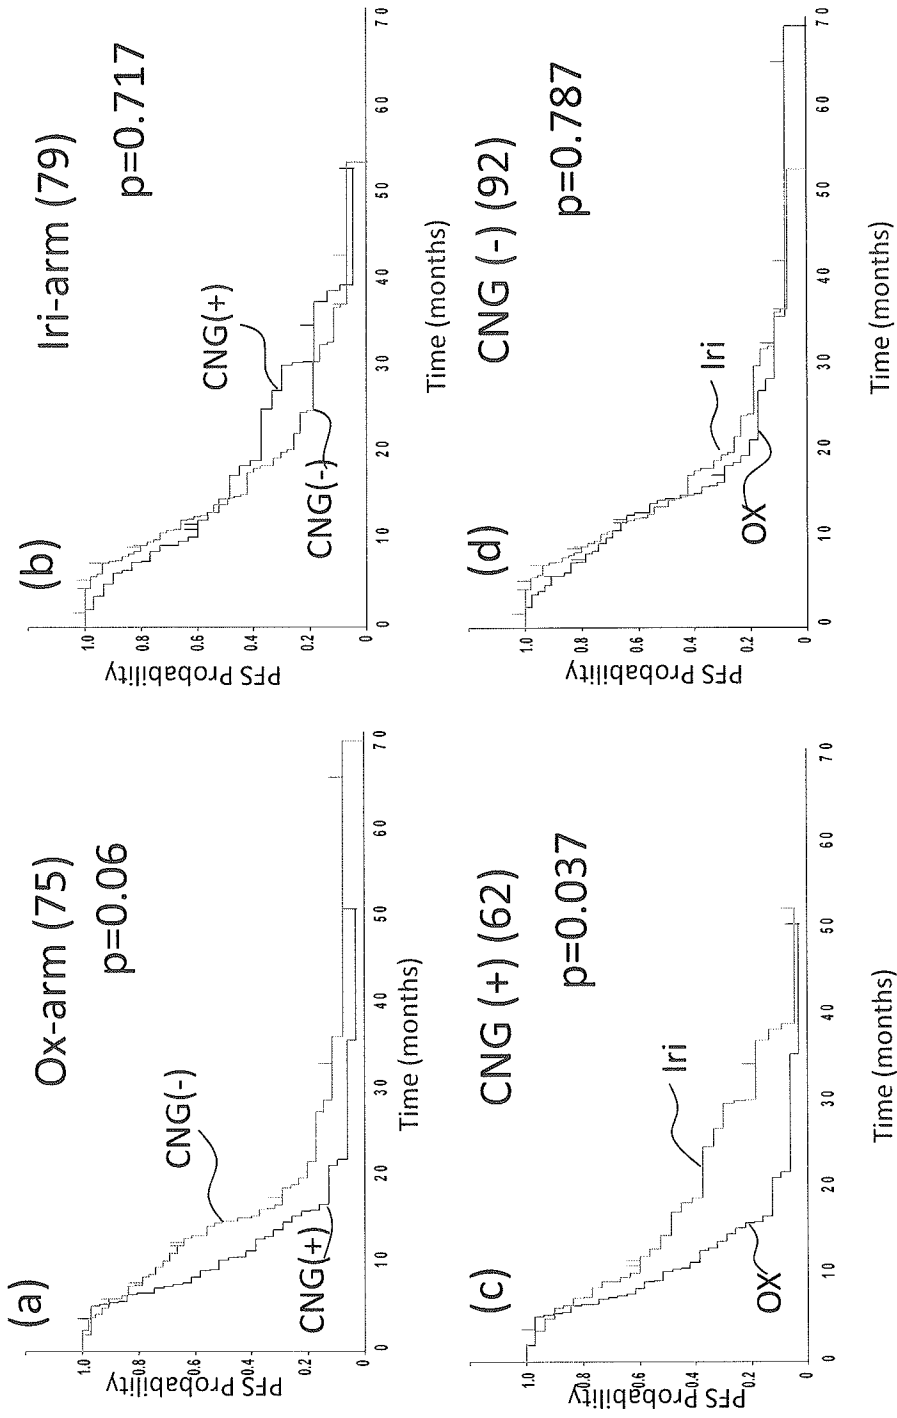 (a)
Ox-arm (75)
p=0.06
PFS Probability
1.0
0.8
0.6
0.4
0.2
0
CNG(-)
CNG(+)
0 10 20 30 40 50 60 70
Time (months)
(b)
Iri-arm (79)
p=0.717
PFS Probability
1.0
0.8
0.6
0.4
0.2
0
CNG(+)
CNG(-)
0 10 20 30 40 50 60 70
Time (months)
(c)
CNG (+) (62)
p=0.037
PFS Probability
1.0
0.8
0.6
0.4
0.2
0
Iri
OX
0 10 20 30 40 50 60 70
Time (months)
(d)
CNG (-) (92)
p=0.787
PFS Probability
1.0
0.8
0.6
0.4
0.2
0
Iri
OX
0 10 20 30 40 50 60 70
Time (months)